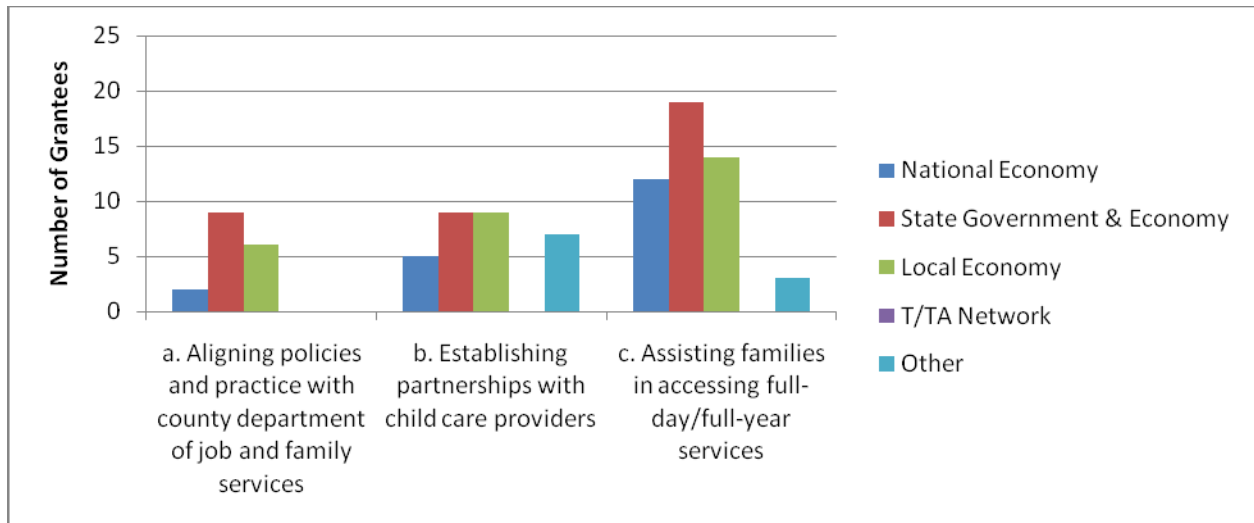 Number of Grantees
25
20
15
10
5
0
a. Aligning policies
and practice with
county department
of job and family
services
b. Establishing
partnerships with
child care providers
c. Assisting families
in accessing full-
day/full-year
services
National Economy
State Government & Economy
Local Economy
T/TA Network
Other